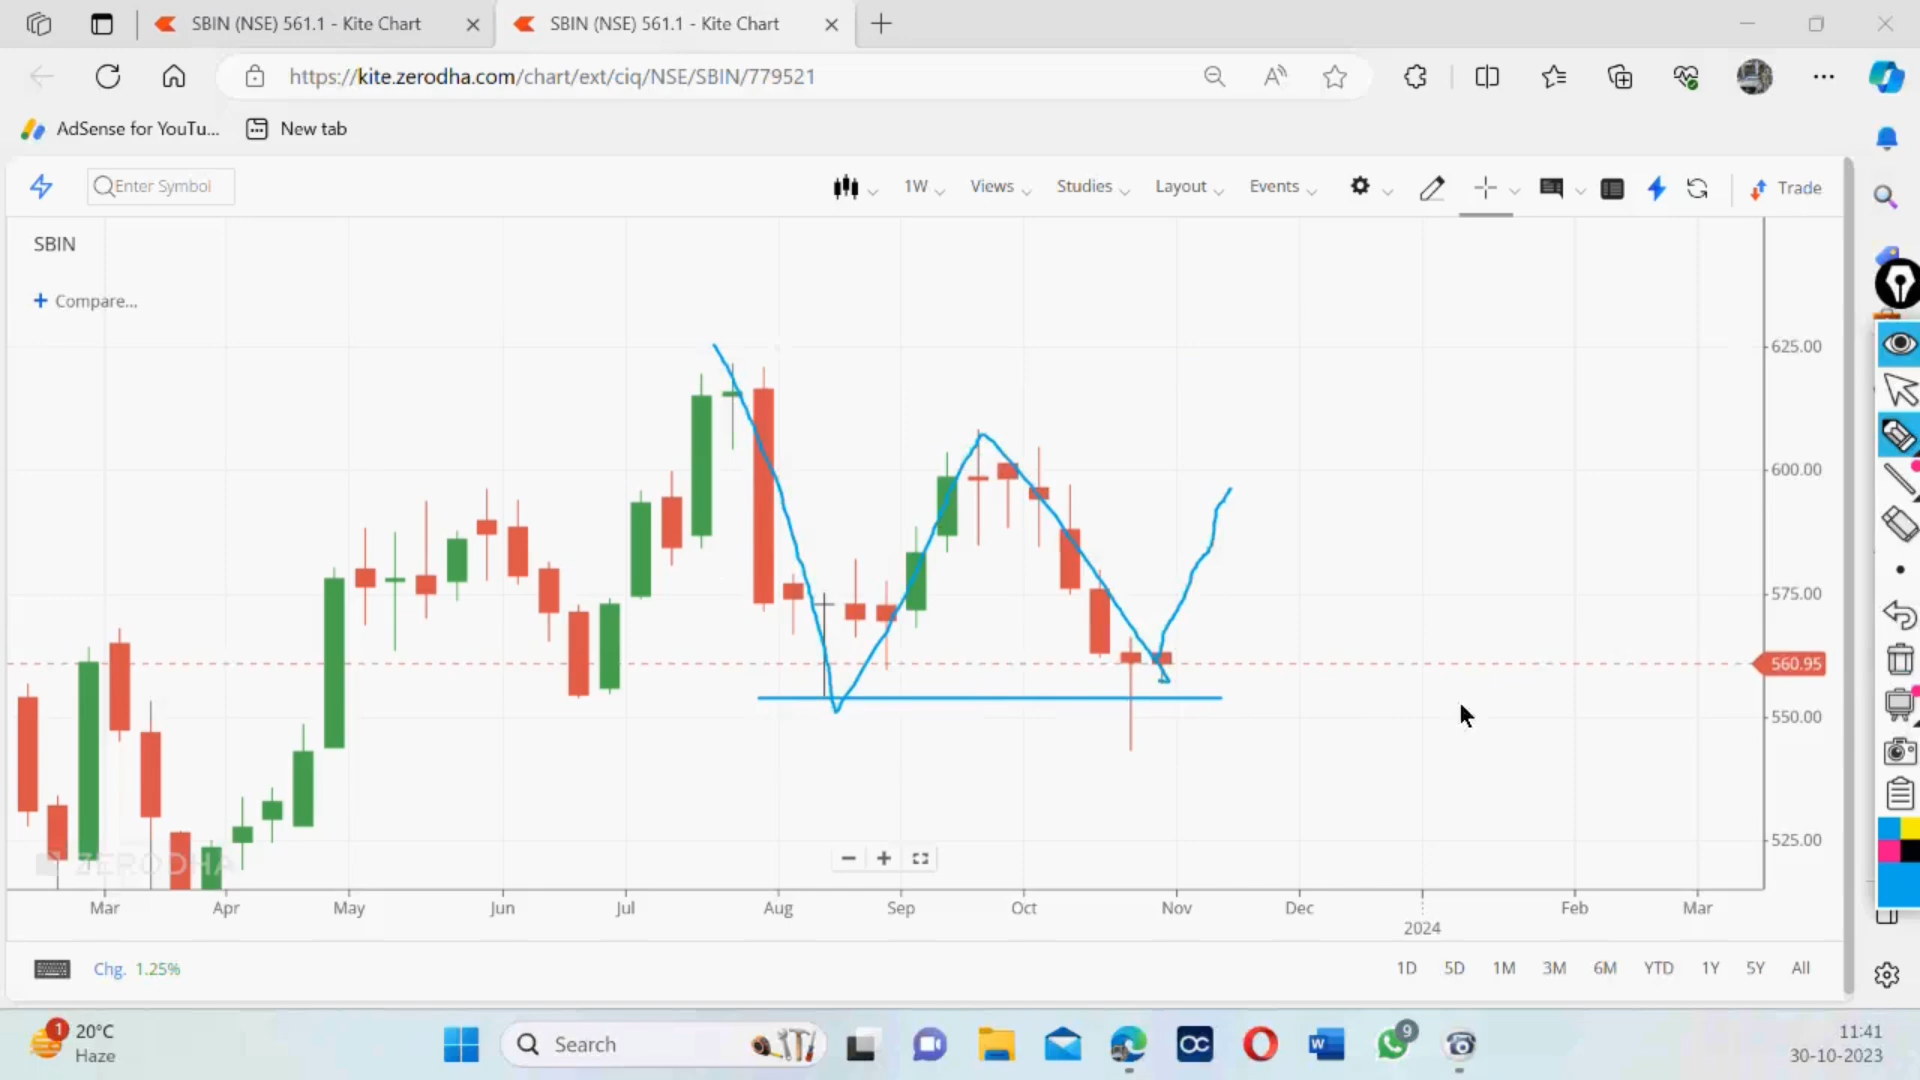 SBIN (NSE) 561.1 - Kite Chart
SBIN (NSE) 561.1 - Kite Chart
https://kite.zerodha.com/chart/ext/ciq/NSE/SBIN/779521
AdSense for YouTu...
New tab
Enter Symbol
1W
Views
Studies
Layout
Events
Trade
SBIN
+ Compare...
625.00
600.00
575.00
560.95
550.00
525.00
ZERODHA
Mar
Apr
May
Jun
Jul
Aug
Sep
Oct
Nov
Dec
2024
Feb
Mar
Chg. 1.25%
1D
5D
1M
3M
6M
YTD
1Y
5Y
All
1
20°C
Haze
Search
OC
W
9
11:41
30-10-2023